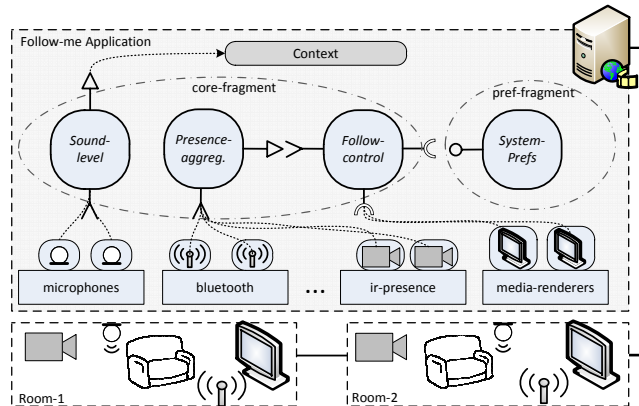 Follow-me Application
Context
core-fragment
pref-fragment
Sound-
level
Presence-
aggreg.
Follow-
control
System-
Prefs
microphones
bluetooth
...
ir-presence
media-renderers
Room-1
Room-2